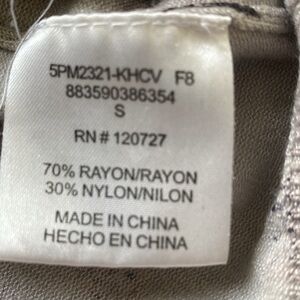 5PM2321-KHCV F8
883590386354
S
RN # 120727
70% RAYON/RAYON
30% NYLON/NILON
MADE IN CHINA
HECHO EN CHINA